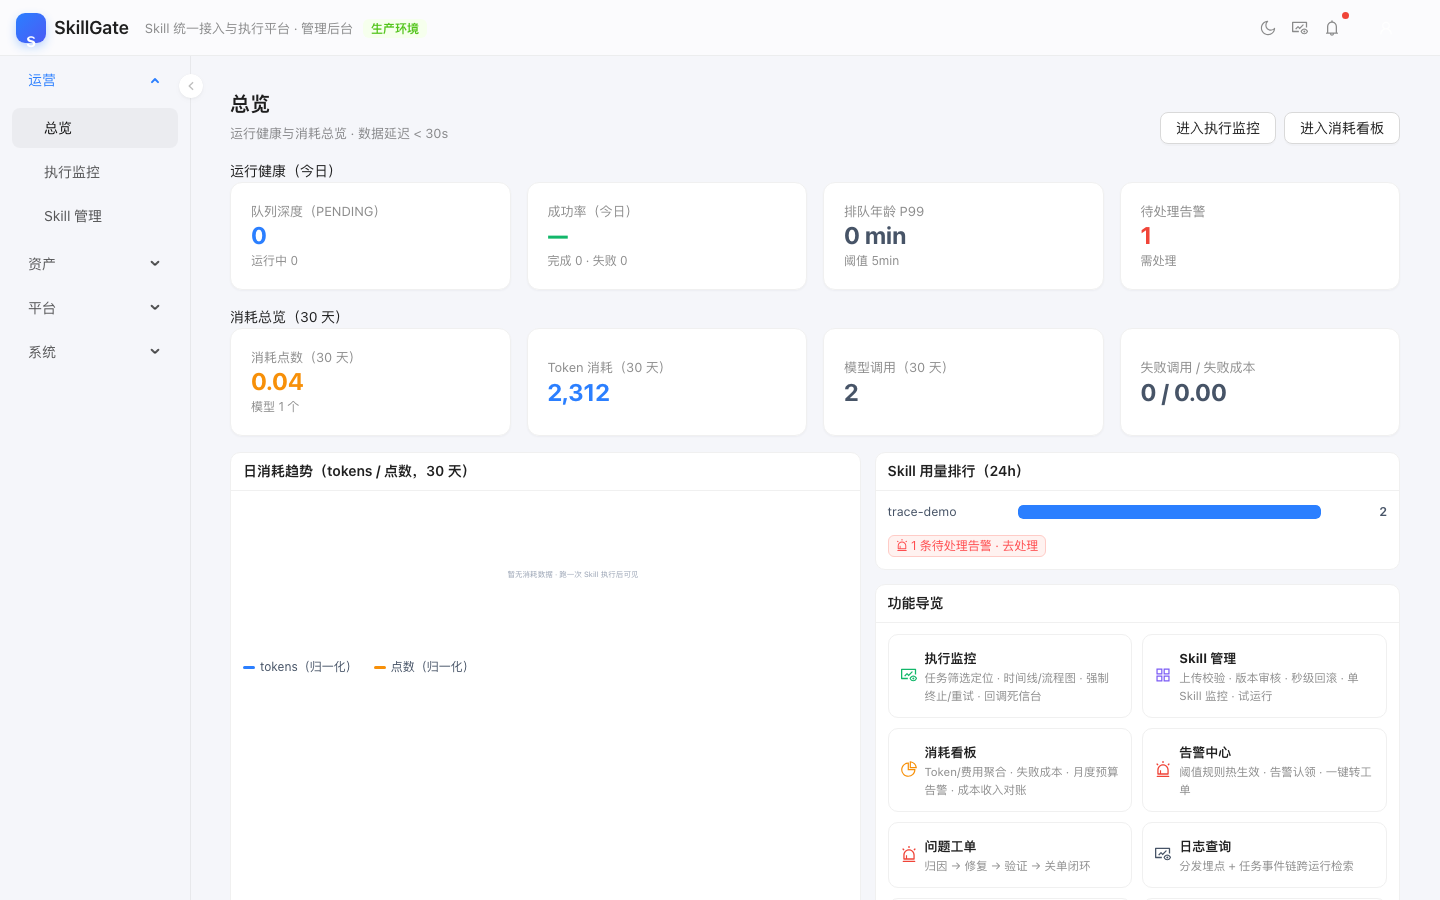 S
SkillGate
Skill 统一接入与执行平台 · 管理后台
生产环境
运营
总览
执行监控
Skill 管理
资产
平台
系统
总览
运行健康与消耗总览 · 数据延迟 < 30s
进入执行监控
进入消耗看板
运行健康（今日）
队列深度（PENDING）
0
运行中 0
成功率（今日）
—
完成 0 · 失败 0
排队年龄 P99
0 min
阈值 5min
待处理告警
1
需处理
消耗总览（30 天）
消耗点数（30 天）
0.04
模型 1 个
Token 消耗（30 天）
2,312
模型调用（30 天）
2
失败调用 / 失败成本
0 / 0.00
日消耗趋势（tokens / 点数，30 天）
暂无消耗数据 · 跑一次 Skill 执行后可见
tokens（归一化）
点数（归一化）
Skill 用量排行（24h）
trace-demo
2
1 条待处理告警 · 去处理
功能导览
执行监控
任务筛选定位 · 时间线/流程图 · 强制
终止/重试 · 回调死信台
Skill 管理
上传校验 · 版本审核 · 秒级回滚 · 单
Skill 监控 · 试运行
消耗看板
Token/费用聚合 · 失败成本 · 月度预算
告警 · 成本收入对账
告警中心
阈值规则热生效 · 告警认领 · 一键转工
单
问题工单
归因 → 修复 → 验证 → 关单闭环
日志查询
分发埋点 + 任务事件链跨运行检索